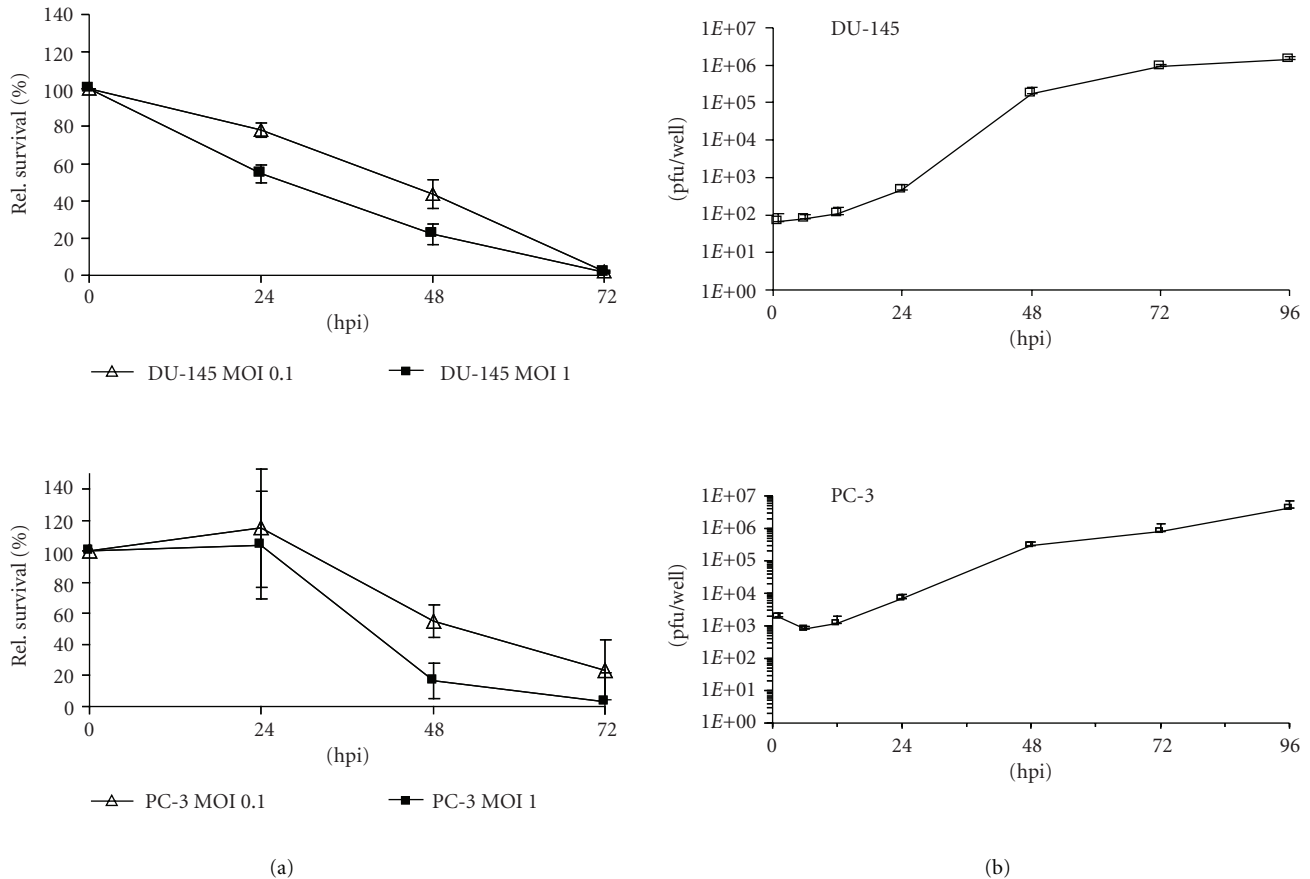 140
120
100
80
60
40
20
0
Rel. survival (%)
0 24 48 72
(hpi)
DU-145 MOI 0.1 DU-145 MOI 1
DU-145
1E+07
1E+06
1E+05
1E+04
1E+03
1E+02
1E+01
1E+00
(pfu/well)
0 24 48 72 96
(hpi)
140
120
100
80
60
40
20
0
Rel. survival (%)
0 24 48 72
(hpi)
PC-3 MOI 0.1 PC-3 MOI 1
PC-3
1E+07
1E+06
1E+05
1E+04
1E+03
1E+02
1E+01
1E+00
(pfu/well)
0 24 48 72 96
(hpi)
(a)
(b)